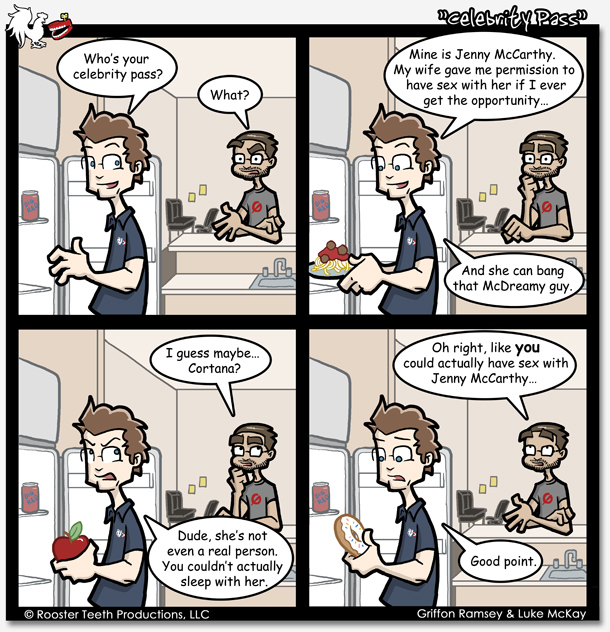 "Celebrity Pass"
Who's your
celebrity pass?
What?
Mine is Jenny McCarthy.
My wife gave me permission to
have sex with her if I ever
get the opportunity...
And she can bang
that McDreamy guy.
I guess maybe...
Cortana?
Dude, she's not
even a real person.
You couldn't actually
sleep with her.
Oh right, like you
could actually have sex with
Jenny McCarthy...
Good point.
© Rooster Teeth Productions, LLC
Griffon Ramsey & Luke McKay